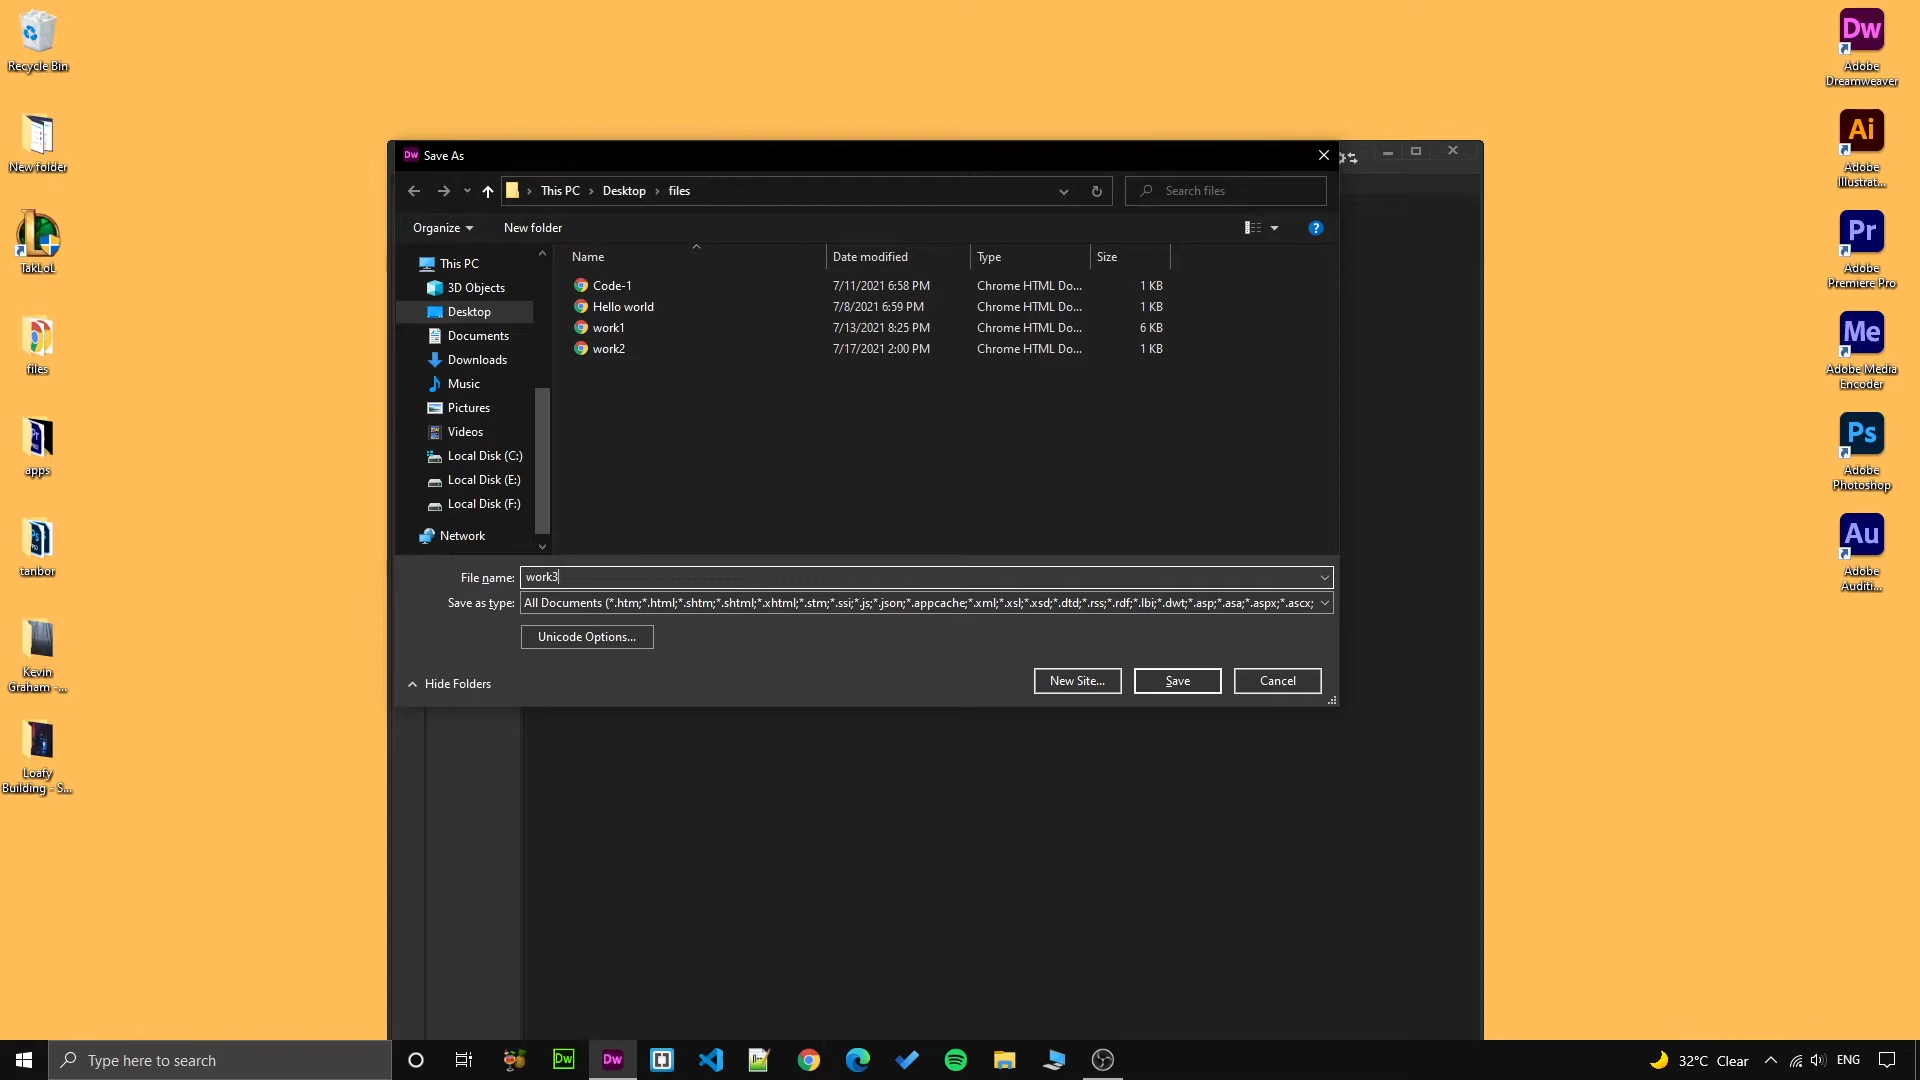 Recycle Bin
New folder
TakLoL
files
apps
tanbor
Kevin
Graham -...
Loafy
Building - S...
Dw Save As
This PC > Desktop > files
Search files
Organize
New folder
This PC
3D Objects
Desktop
Documents
Downloads
Music
Pictures
Videos
Local Disk (C:)
Local Disk (E:)
Local Disk (F:)
Network
Name Date modified Type Size
Code-1 7/11/2021 6:58 PM Chrome HTML Do... 1 KB
Hello world 7/8/2021 6:59 PM Chrome HTML Do... 1 KB
work1 7/13/2021 8:25 PM Chrome HTML Do... 6 KB
work2 7/17/2021 2:00 PM Chrome HTML Do... 1 KB
File name: work3
Save as type: All Documents (*.htm;*.html;*.shtm;*.shtml;*.xhtml;*.stm;*.ssi;*.js;*.json;*.appcache;*.xml;*.xsl;*.xsd;*.dtd;*.rss;*.rdf;*.lbi;*.dwt;*.asp;*.asa;*.aspx;*.ascx;
Unicode Options...
Hide Folders
New Site... Save Cancel
Dw
Adobe
Dreamweaver
Ai
Adobe
Illustrat...
Pr
Adobe
Premiere Pro
Me
Adobe Media
Encoder
Ps
Adobe
Photoshop
Au
Adobe
Auditi...
Type here to search
Dw
Dw
32°C Clear
ENG